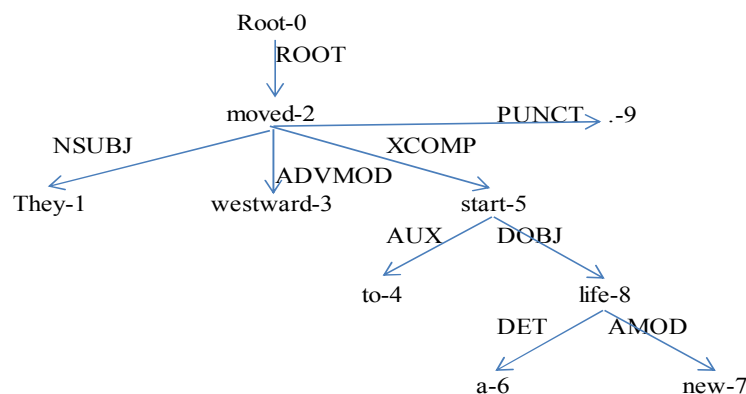 Root-0
ROOT
moved-2 PUNCT .-9
NSUBJ XCOMP
ADVMOD
They-1 westward-3 start-5
AUX DOBJ
to-4 life-8
DET AMOD
a-6 new-7